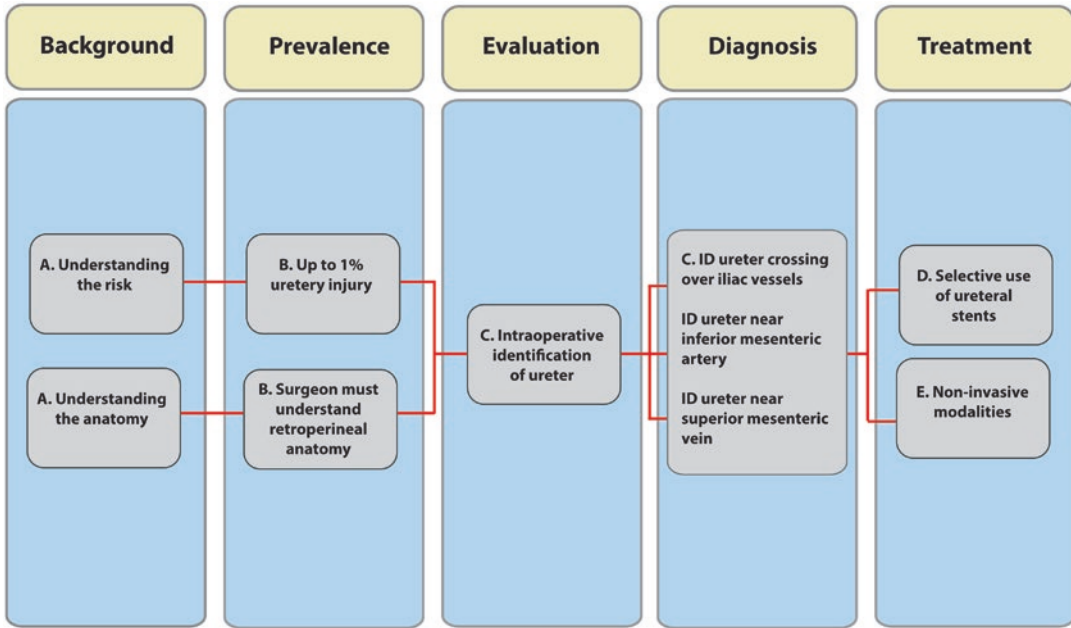 Background
Prevalence
Evaluation
Diagnosis
Treatment
A. Understanding
the risk
A. Understanding
the anatomy
B. Up to 1%
uretery injury
B. Surgeon must
understand
retroperineal
anatomy
C. Intraoperative
identification
of ureter
C. ID ureter crossing
over iliac vessels
ID ureter near
inferior mesenteric
artery
ID ureter near
superior mesenteric
vein
D. Selective use
of ureteral
stents
E. Non-invasive
modalities